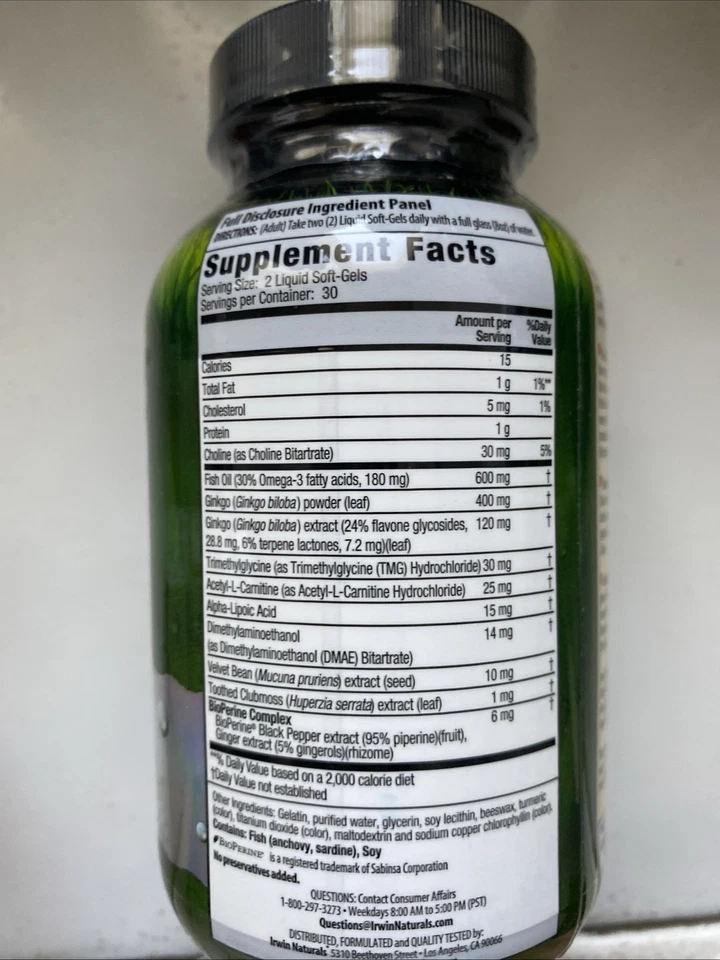 Full Disclosure Ingredient Panel
DIRECTIONS: (Adult) Take two (2) Liquid Soft-Gels daily with a full glass (8oz) of water.
Supplement Facts
Serving Size: 2 Liquid Soft-Gels
Servings per Container: 30
Amount per Serving %Daily Value
Calories 15
Total Fat 1 g 1%**
Cholesterol 5 mg 1%
Protein 1 g
Choline (as Choline Bitartrate) 30 mg 5%
Fish Oil (30% Omega-3 fatty acids, 180 mg) 600 mg †
Ginkgo (Ginkgo biloba) powder (leaf) 400 mg †
Ginkgo (Ginkgo biloba) extract (24% flavone glycosides, 120 mg †
28.8 mg, 6% terpene lactones, 7.2 mg)(leaf)
Trimethylglycine (as Trimethylglycine (TMG) Hydrochloride) 30 mg †
Acetyl-L-Carnitine (as Acetyl-L-Carnitine Hydrochloride) 25 mg †
Alpha-Lipoic Acid 15 mg †
Dimethylaminoethanol 14 mg †
(as Dimethylaminoethanol (DMAE) Bitartrate)
Velvet Bean (Mucuna pruriens) extract (seed) 10 mg †
Toothed Clubmoss (Huperzia serrata) extract (leaf) 1 mg †
BioPerine Complex 6 mg †
BioPerine® Black Pepper extract (95% piperine)(fruit),
Ginger extract (5% gingerols)(rhizome)
**% Daily Value based on a 2,000 calorie diet
†Daily Value not established
Other Ingredients: Gelatin, purified water, glycerin, soy lecithin, beeswax, turmeric
(color), titanium dioxide (color), maltodextrin and sodium copper chlorophyllin (color).
Contains: Fish (anchovy, sardine), Soy
BIOPERINE® is a registered trademark of Sabinsa Corporation
No preservatives added.
QUESTIONS: Contact Consumer Affairs
1-800-297-3273 • Weekdays 8:00 AM to 5:00 PM (PST)
Questions@IrwinNaturals.com
DISTRIBUTED, FORMULATED and QUALITY TESTED by:
Irwin Naturals 5310 Beethoven Street • Los Angeles, CA 90066